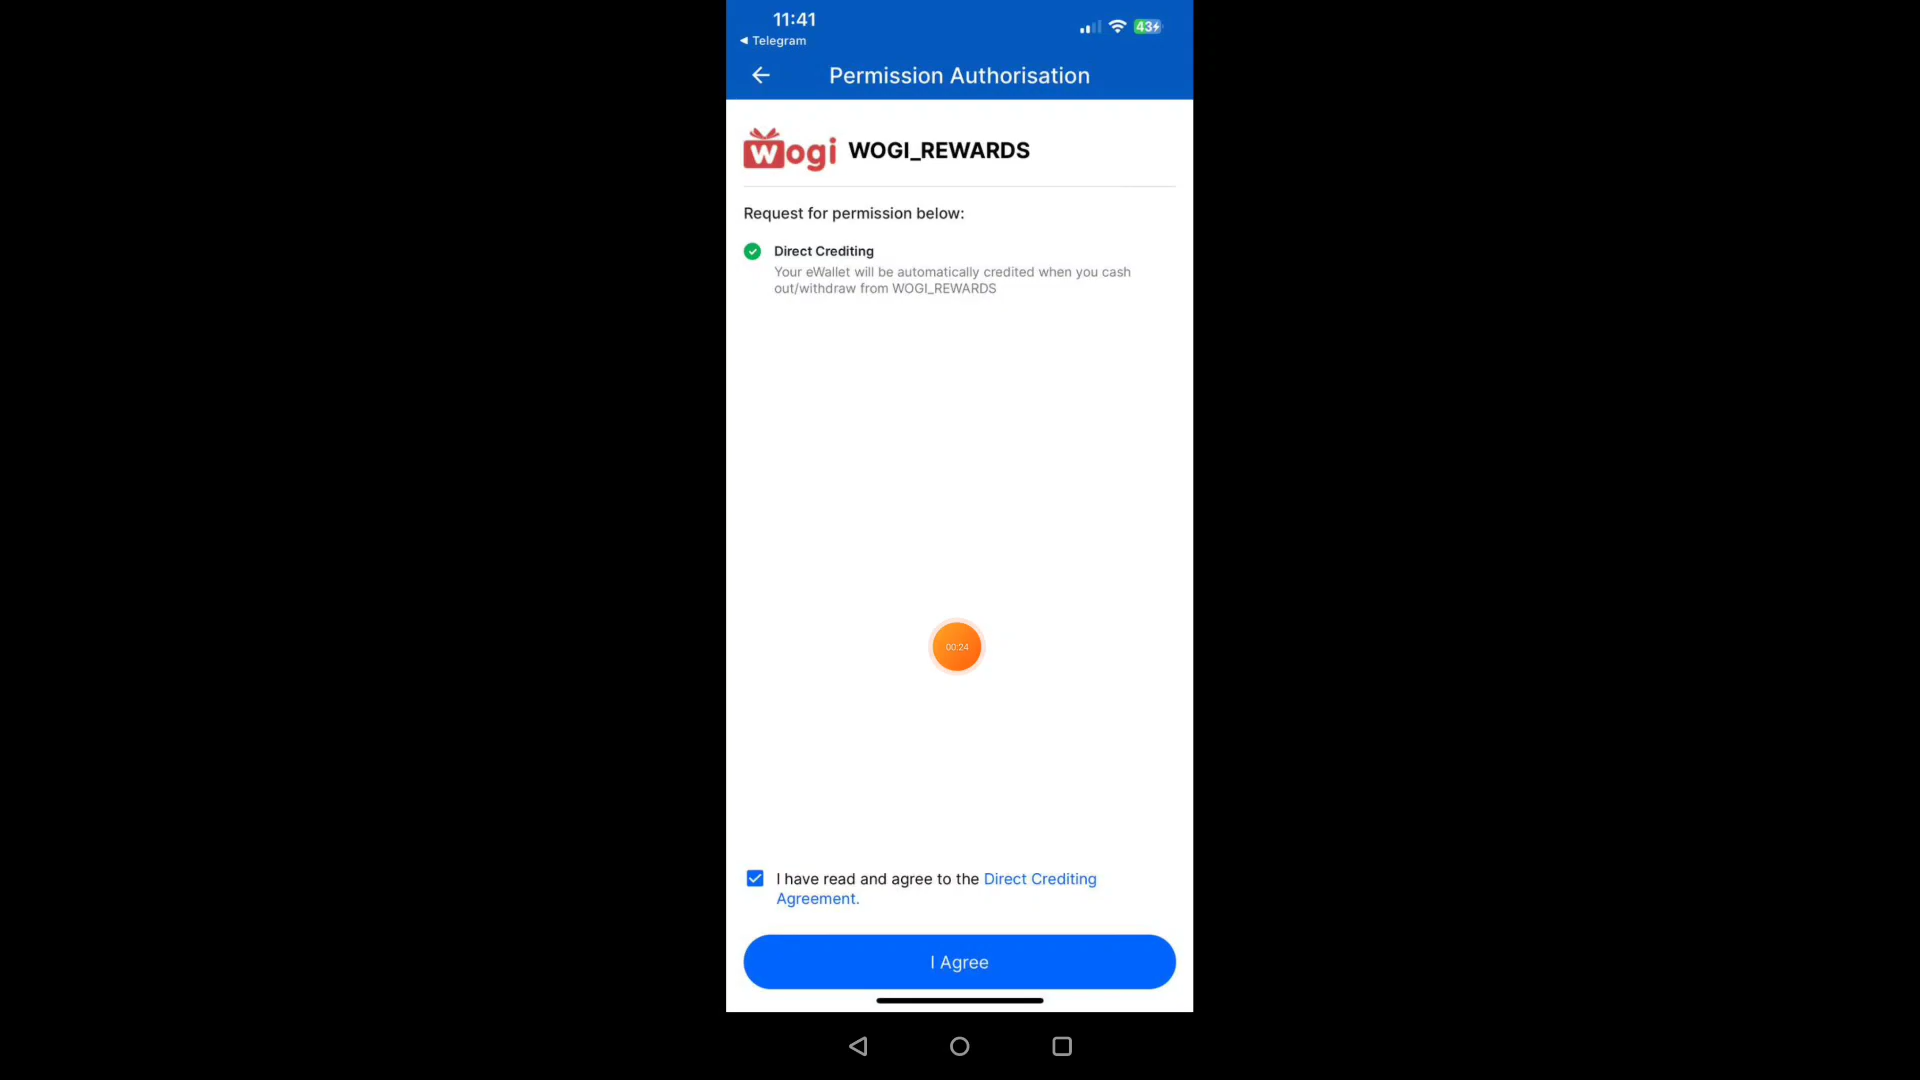 11:41
43
◀ Telegram
Permission Authorisation
Wogi WOGI_REWARDS
Request for permission below:
Direct Crediting
Your eWallet will be automatically credited when you cash
out/withdraw from WOGI_REWARDS
00:24
I have read and agree to the Direct Crediting
Agreement.
I Agree